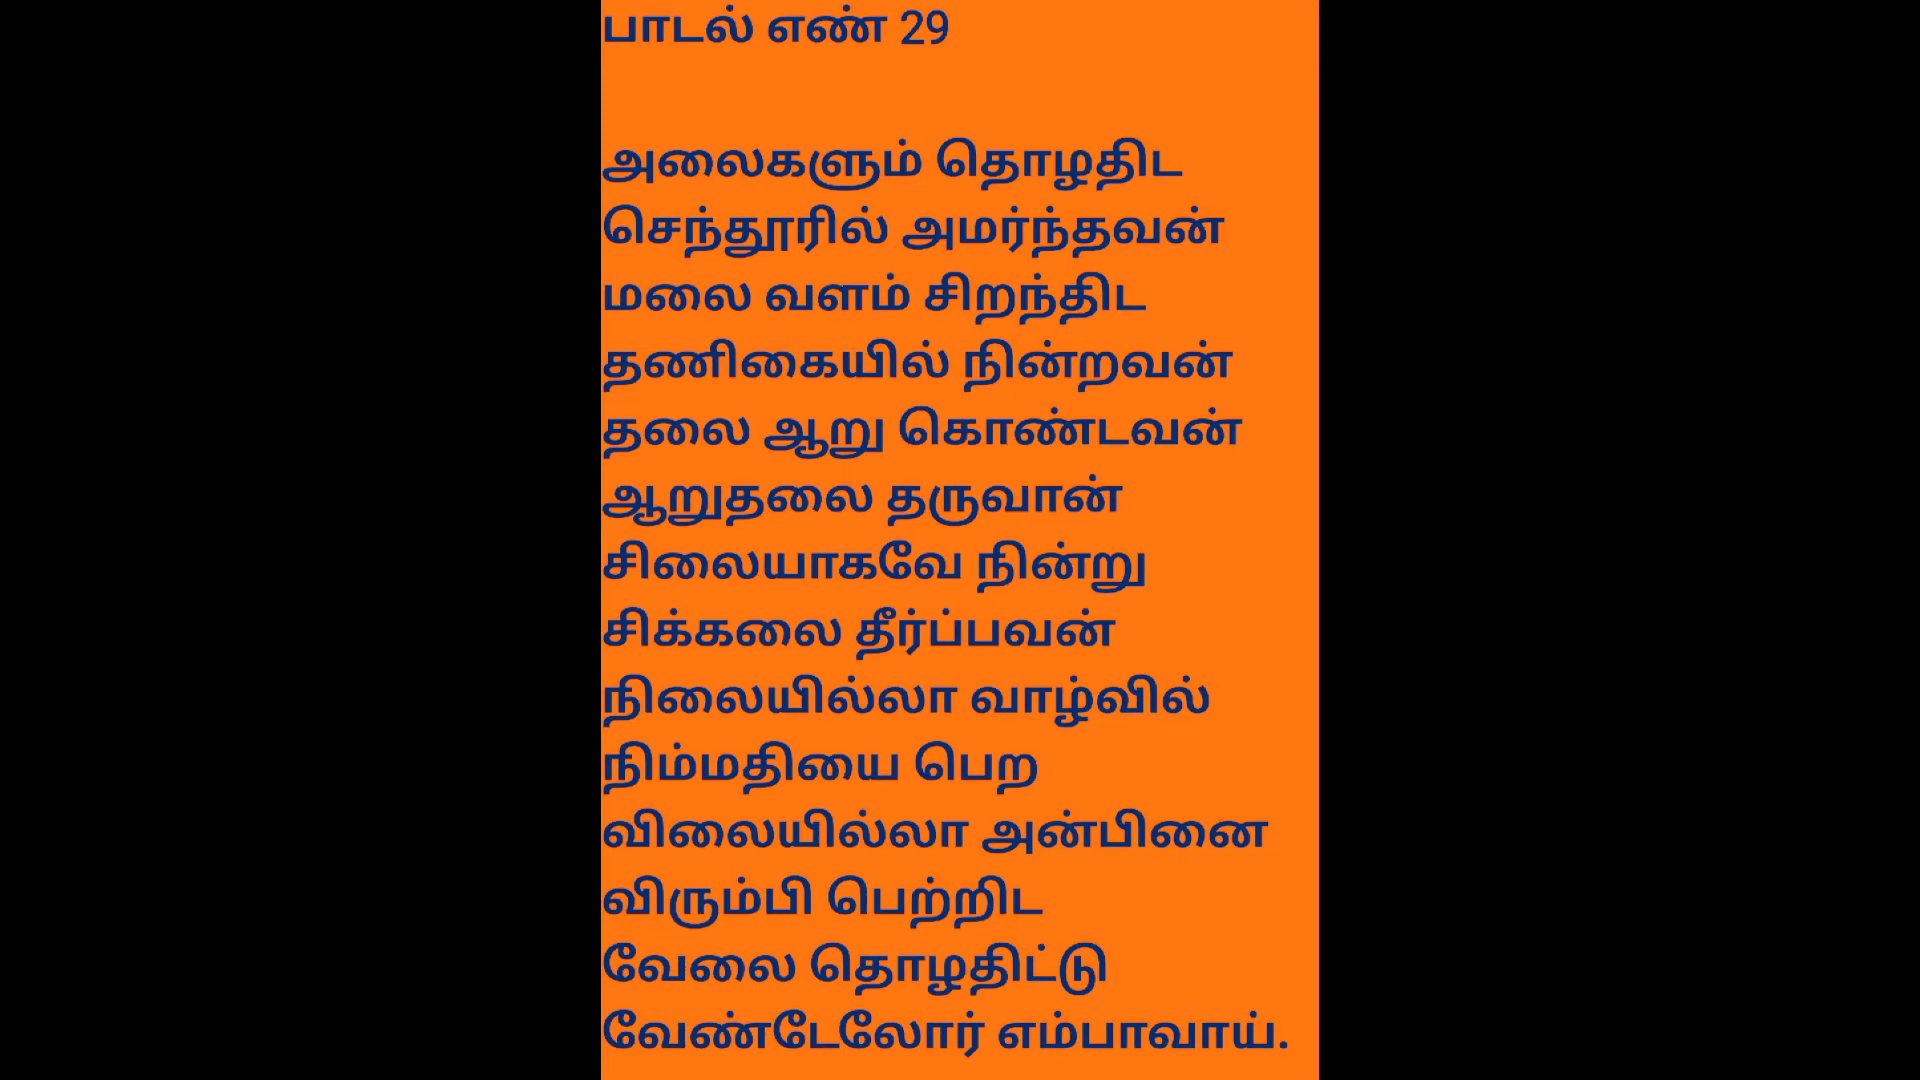 பாடல் எண் 29
அலைகளும் தொழதிட
செந்தூரில் அமர்ந்தவன்
மலை வளம் சிறந்திட
தணிகையில் நின்றவன்
தலை ஆறு கொண்டவன்
ஆறுதலை தருவான்
சிலையாகவே நின்று
சிக்கலை தீர்ப்பவன்
நிலையில்லா வாழ்வில்
நிம்மதியை பெற
விலையில்லா அன்பினை
விரும்பி பெற்றிட
வேலை தொழதிட்டு
வேண்டேலோர் எம்பாவாய்.